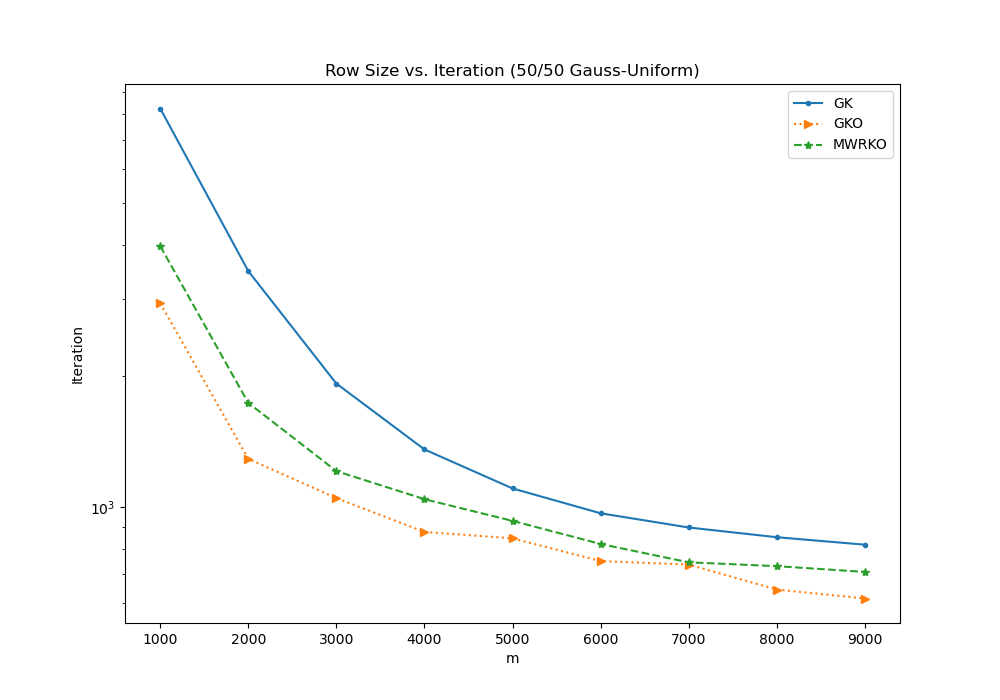 Row Size vs. Iteration (50/50 Gauss-Uniform)
GK
GKO
MWRKO
Iteration
10³
1000 2000 3000 4000 5000 6000 7000 8000 9000
m